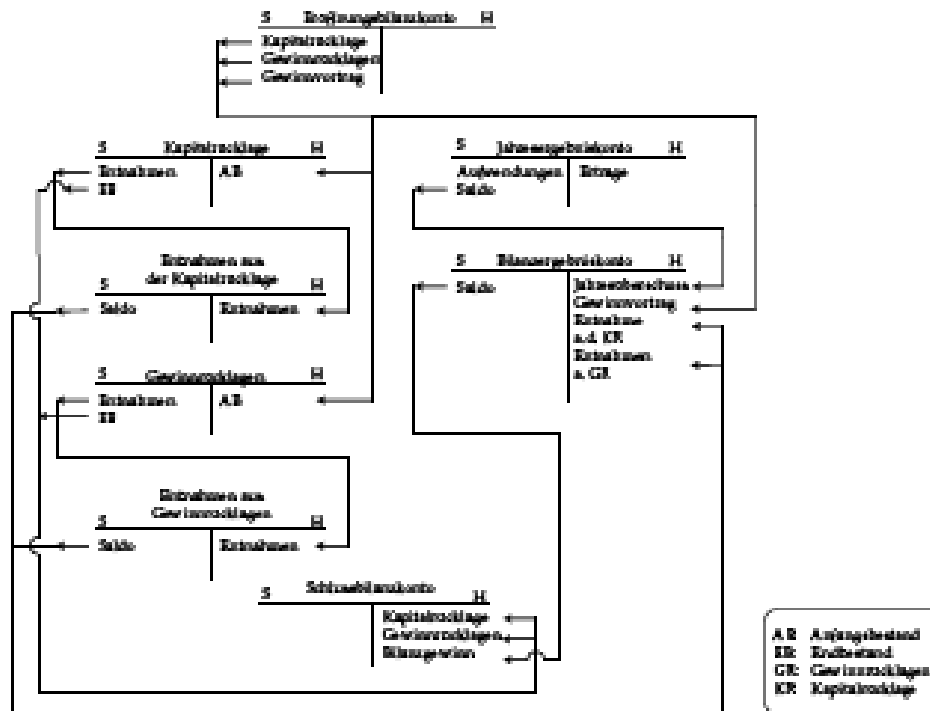 S Eröffnungsbilanzkonto H
Kapitalrücklage
Gewinnrücklagen
Gewinnvortrag
S Kapitalrücklage H
Entnahmen AB
EB
S Jahresergebniskonto H
Aufwendungen Erträge
Saldo
Entnahmen aus
der Kapitalrücklage
S H
Saldo Entnahmen
S Bilanzergebniskonto H
Saldo Jahresüberschuss
Gewinnvortrag
Entnahme
a.d. KR
Entnahmen
a. GR
S Gewinnrücklagen H
Entnahmen AB
EB
Entnahmen aus
Gewinnrücklagen
S H
Saldo Entnahmen
S Schlussbilanzkonto H
Kapitalrücklage
Gewinnrücklagen
Bilanzgewinn
AB: Anfangsbestand
EB: Endbestand
GR: Gewinnrücklagen
KR: Kapitalrücklage